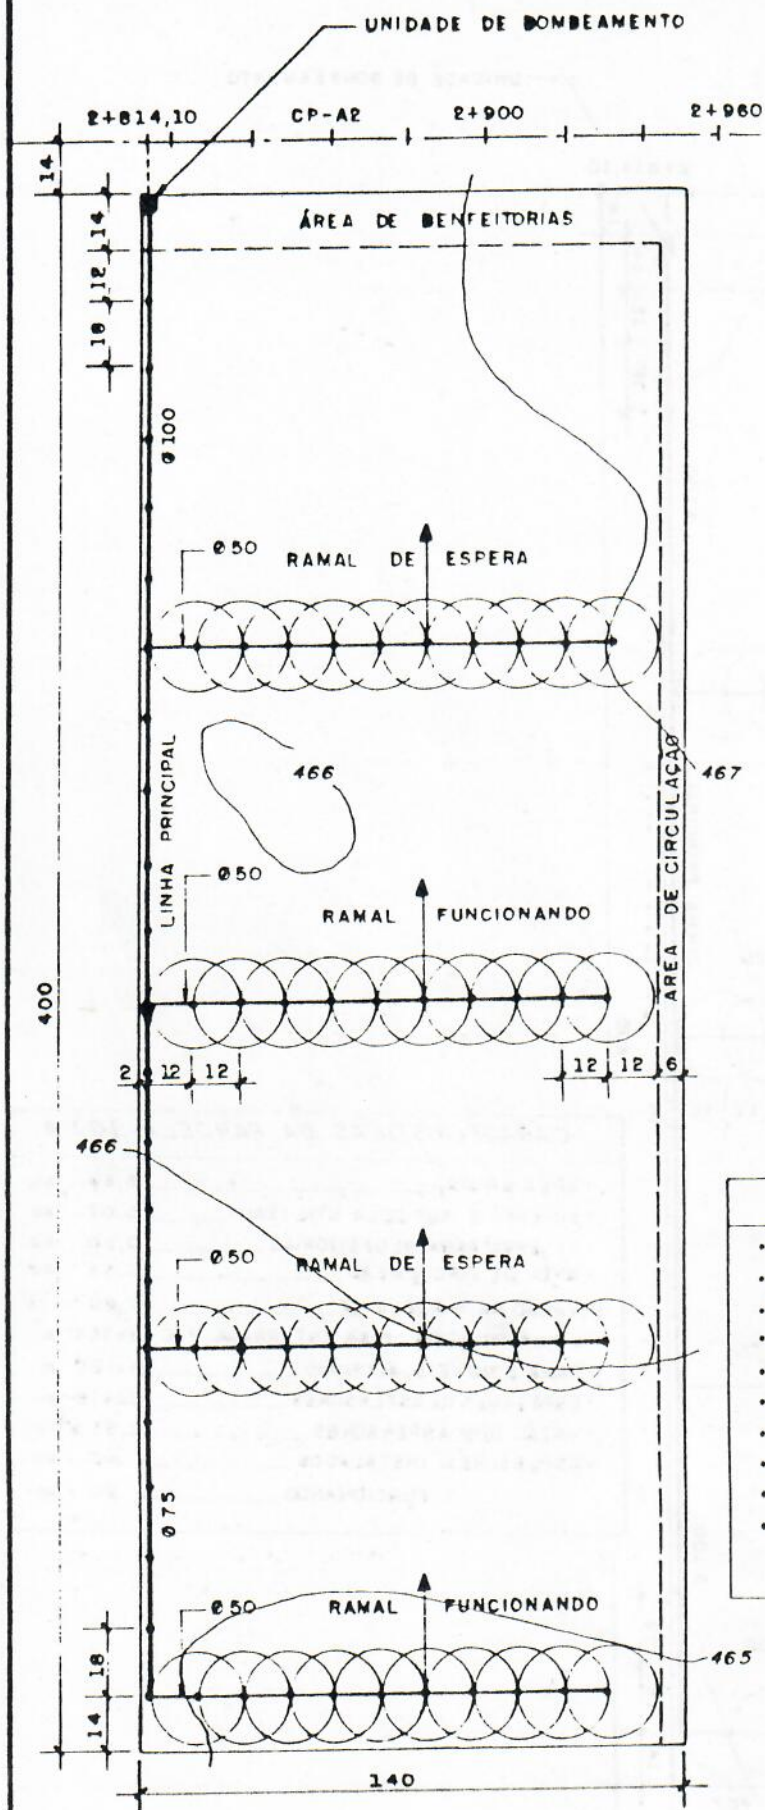 UNIDADE DE BOMBEAMENTO
2+814,10 CP-A2 2+900 2+960
14
ÁREA DE BENFEITORIAS
14
12
18
Ø100
Ø50 RAMAL DE ESPERA
LINHA PRINCIPAL
466
467
ÁREA DE CIRCULAÇÃO
Ø50
RAMAL FUNCIONANDO
400
2 12 12 12 12 6
466
Ø50 RAMAL DE ESPERA
Ø75
Ø50 RAMAL FUNCIONANDO
18
465
14
140